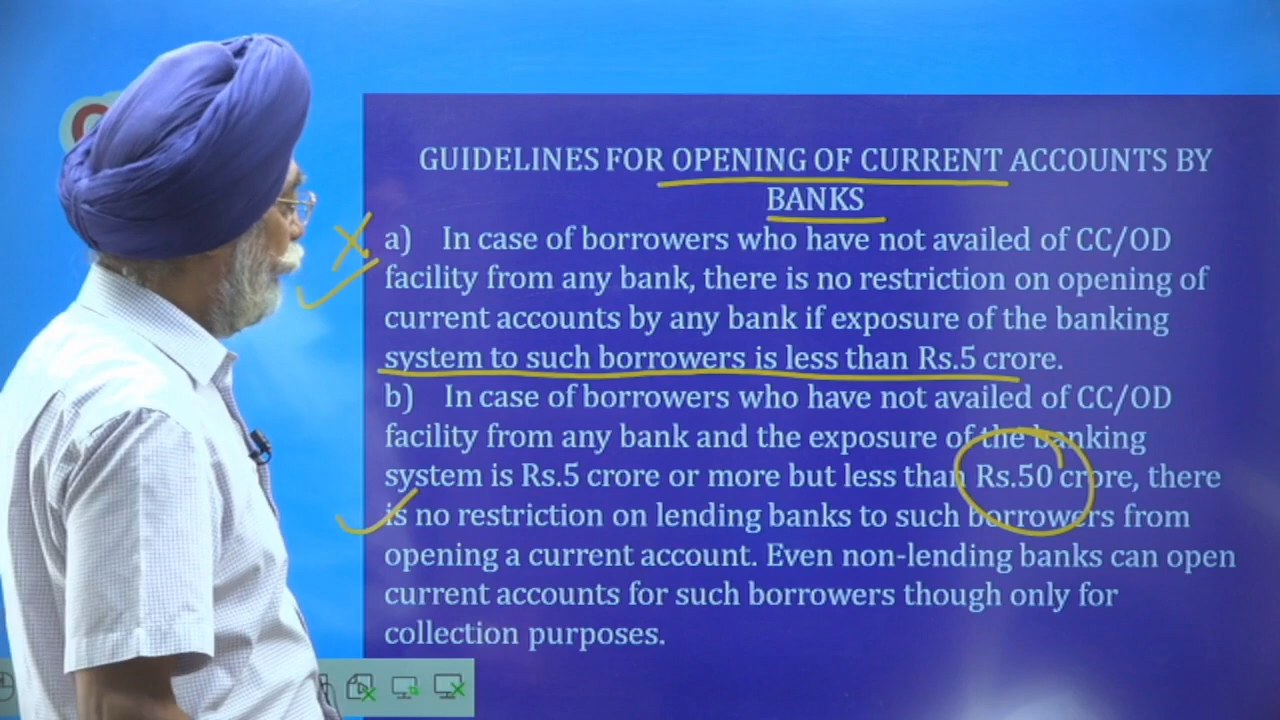 GUIDELINES FOR OPENING OF CURRENT ACCOUNTS BY
BANKS
a) In case of borrowers who have not availed of CC/OD
facility from any bank, there is no restriction on opening of
current accounts by any bank if exposure of the banking
system to such borrowers is less than Rs.5 crore.
b) In case of borrowers who have not availed of CC/OD
facility from any bank and the exposure of the banking
system is Rs.5 crore or more but less than Rs.50 crore, there
is no restriction on lending banks to such borrowers from
opening a current account. Even non-lending banks can open
current accounts for such borrowers though only for
collection purposes.